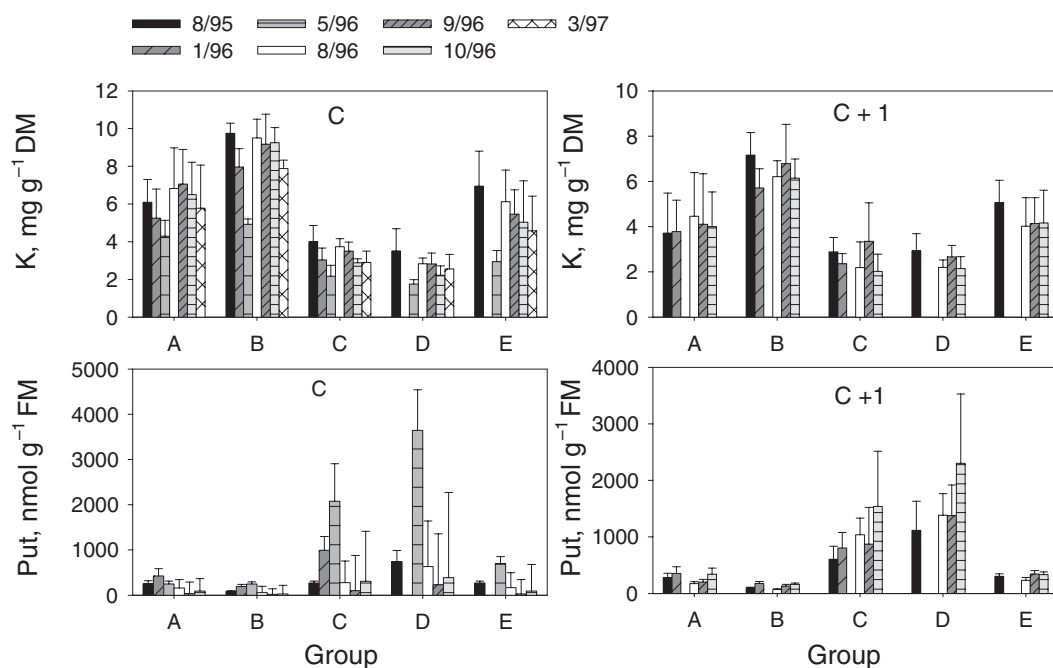 8/95 5/96 9/96 3/97
1/96 8/96 10/96
K, mg g⁻¹ DM
12
10
8
6
4
2
0
C
A B C D E
K, mg g⁻¹ DM
10
8
6
4
2
0
C + 1
A B C D E
Put, nmol g⁻¹ FM
5000
4000
3000
2000
1000
0
C
A B C D E
Group
Put, nmol g⁻¹ FM
4000
3000
2000
1000
0
C +1
A B C D E
Group